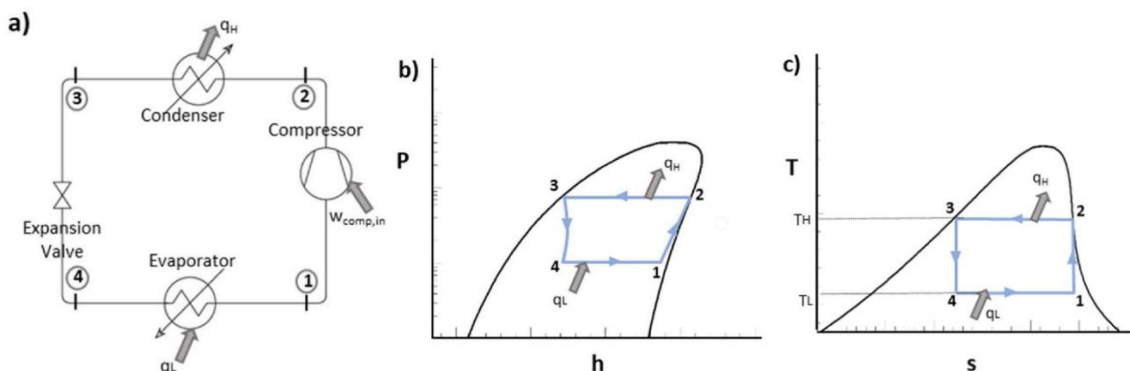 a)
qH
3
2
Condenser
Compressor
wcomp,in
Expansion
Valve
Evaporator
4
1
qL
b)
P
qH
3
2
4
1
qL
h
c)
T
qH
3
2
TH
TL
4
1
qL
s